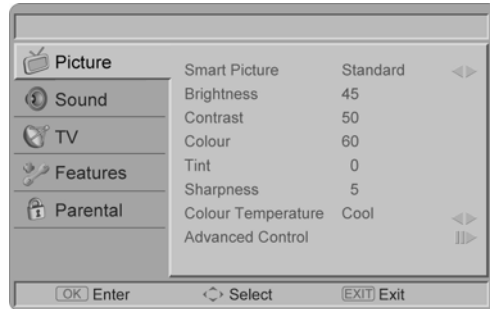 Picture
Sound
TV
Features
Parental
Smart Picture Standard
Brightness 45
Contrast 50
Colour 60
Tint 0
Sharpness 5
Colour Temperature Cool
Advanced Control
OK Enter
Select
EXIT Exit